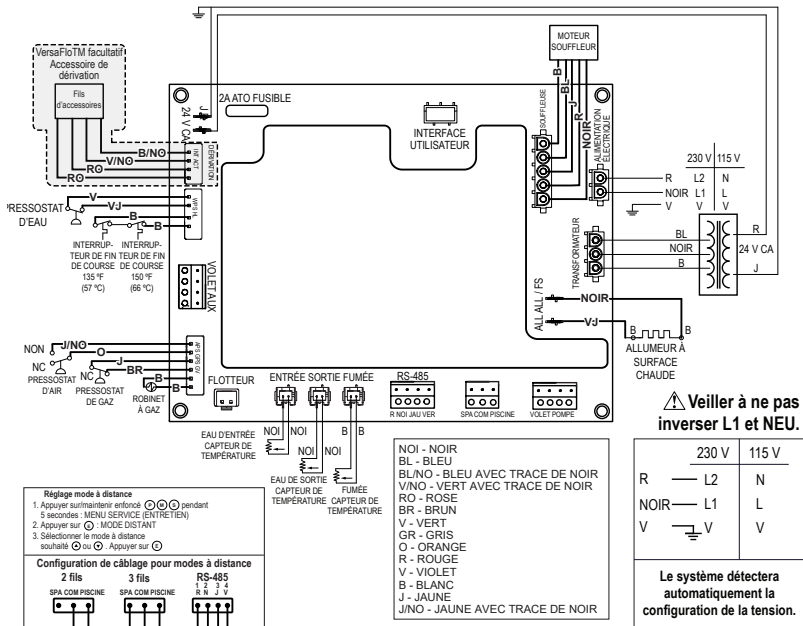 VersaFloTM facultatif
Accessoire de
dérivation
Fils
d'accessoires
B/NO
V/NO
RO
RO
24 V CA
J
R
2A ATO FUSIBLE
DÉRIVATION
INT ACT
INTERFACE
UTILISATEUR
MOTEUR
SOUFFLEUR
B
BL
J
R
NOIR
SOUFFLEUSE
ALIMENTATION
ÉLECTRIQUE
230 V
115 V
R L2 N
NOIR L1 L
V V V
TRANSFORMATEUR
BL
NOIR
B
24 V CA
R
J
V
VJ
B
B
PRESSOSTAT
D'EAU
INTERRUP-
TEUR DE FIN
DE COURSE
135 ºF
(57 ºC)
INTERRUP-
TEUR DE FIN
DE COURSE
150 ºF
(66 ºC)
VOLET AUX
ALL ALL / FS
NOIR
VJ
B
B
ALLUMEUR À
SURFACE
CHAUDE
NON
J/NO
O
J
BR
B
B
NC
PRESSOSTAT
D'AIR
NC
PRESSOSTAT
DE GAZ
ROBINET
À GAZ
APS GPS GV
FLOTTEUR
ENTRÉE SORTIE FUMÉE
RS-485
R NOI JAU VER
SPA COM PISCINE
VOLET POMPE
NOI NOI
EAU D'ENTRÉE
CAPTEUR DE
TEMPÉRATURE
NOI NOI
EAU DE SORTIE
CAPTEUR DE
TEMPÉRATURE
B B
FUMÉE
CAPTEUR DE
TEMPÉRATURE
NOI - NOIR
BL - BLEU
BL/NO - BLEU AVEC TRACE DE NOIR
V/NO - VERT AVEC TRACE DE NOIR
RO - ROSE
BR - BRUN
V - VERT
GR - GRIS
O - ORANGE
R - ROUGE
V - VIOLET
B - BLANC
J - JAUNE
J/NO - JAUNE AVEC TRACE DE NOIR
Veiller à ne pas
inverser L1 et NEU.
230 V 115 V
R L2 N
NOIR L1 L
V V V
Le système détectera
automatiquement la
configuration de la tension.
Réglage mode à distance
1. Appuyer sur/maintenir enfoncé P M S pendant
5 secondes : MENU SERVICE (ENTRETIEN)
2. Appuyer sur E : MODE DISTANT
3. Sélectionner le mode à distance
souhaité ou . Appuyer sur E
Configuration de câblage pour modes à distance
2 fils
SPA COM PISCINE
3 fils
SPA COM PISCINE
RS-485
1 2 3 4
R N J V